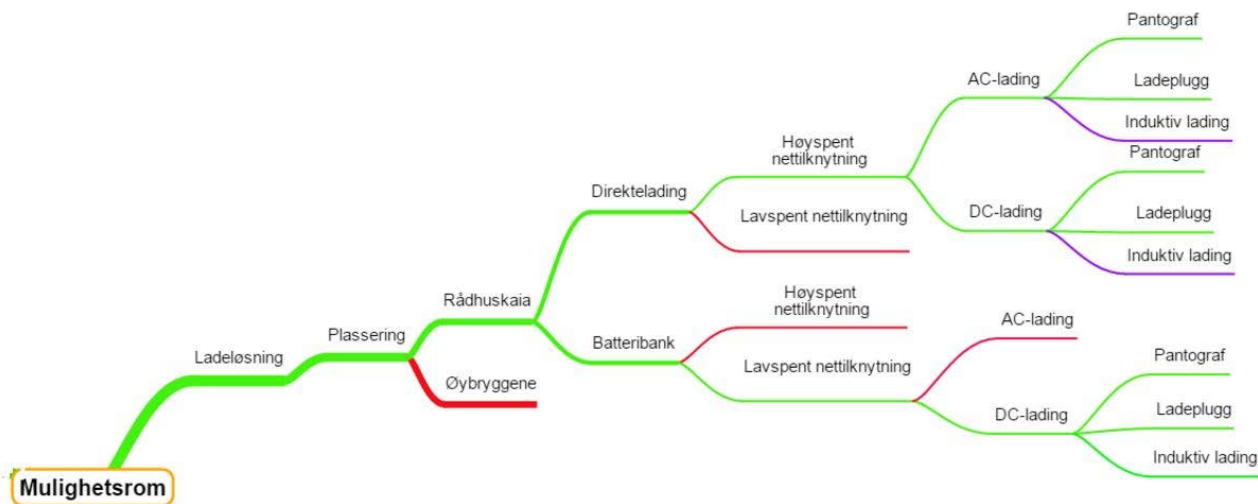 Mulighetsrom
Ladeløsning
Plassering
Rådhuskaia
Direktelading
Høyspent
nettilknytning
AC-lading
Pantograf
Ladeplugg
Induktiv lading
DC-lading
Pantograf
Ladeplugg
Induktiv lading
Lavspent nettilknytning
Batteribank
Høyspent
nettilknytning
Lavspent nettilknytning
AC-lading
DC-lading
Pantograf
Ladeplugg
Induktiv lading
Øybryggene